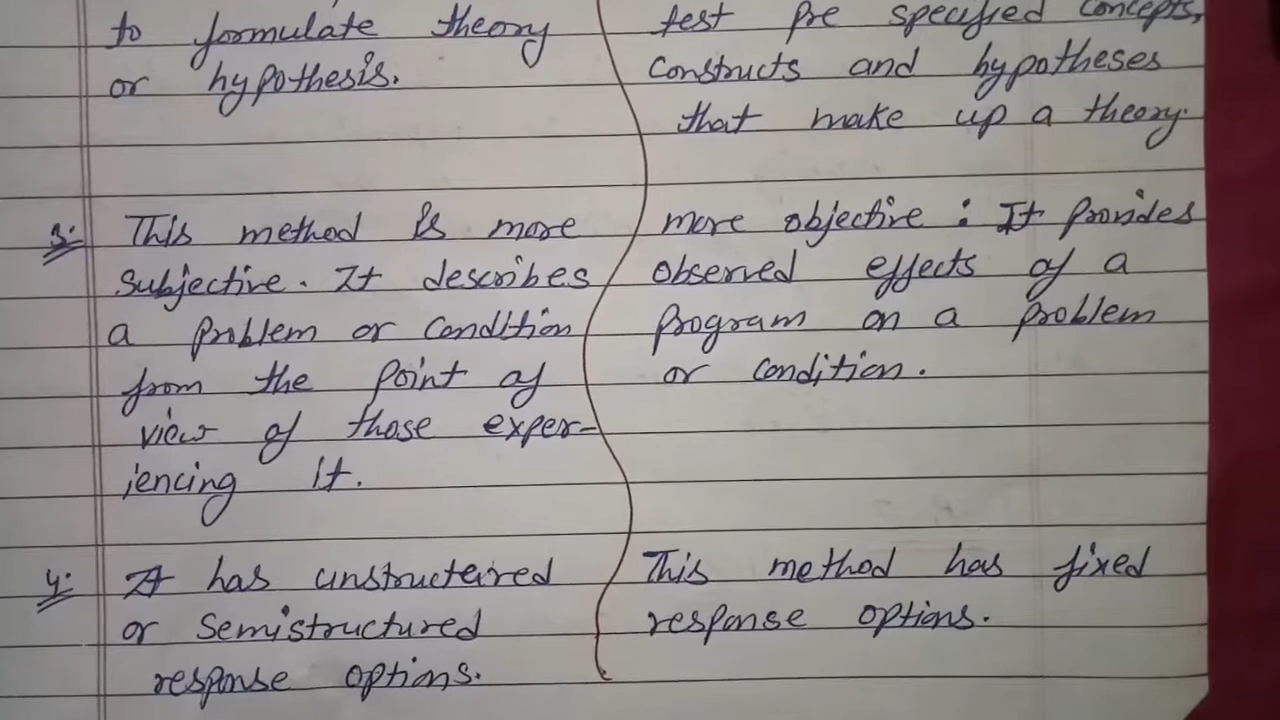 to formulate theory
or hypothesis.
test pre specified concepts,
constructs and hypotheses
that make up a theory.
3. This method is more
subjective. It describes
a problem or condition
from the point of
view of those exper-
iencing it.
more objective : It provides
observed effects of a
program on a problem
or condition.
4. It has unstructeired
or semistructured
response options.
This method has fixed
response options.